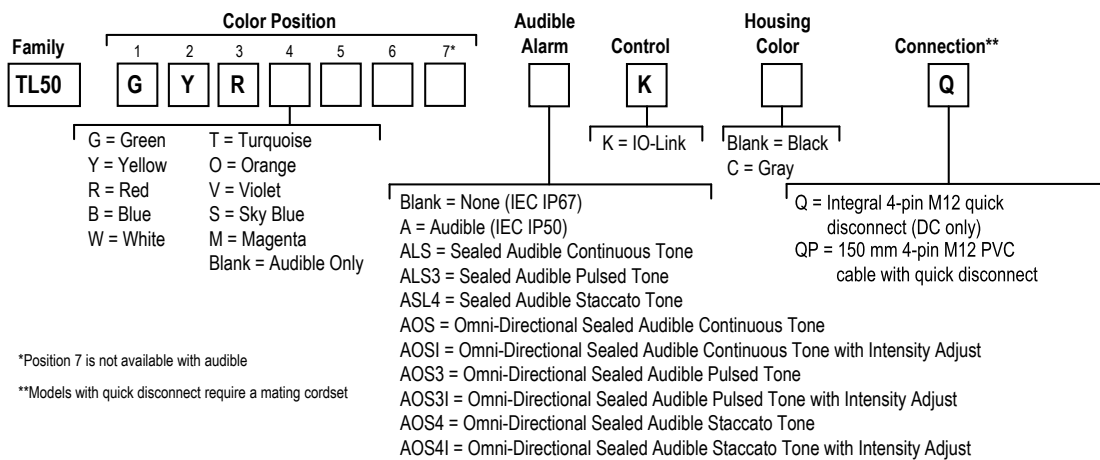 Color Position
Audible Alarm
Housing Color
Family
1 2 3 4 5 6 7*
Control
Connection**
TL50 G Y R K Q
G = Green
Y = Yellow
R = Red
B = Blue
W = White
T = Turquoise
O = Orange
V = Violet
S = Sky Blue
M = Magenta
Blank = Audible Only
Blank = None (IEC IP67)
A = Audible (IEC IP50)
ALS = Sealed Audible Continuous Tone
ALS3 = Sealed Audible Pulsed Tone
ASL4 = Sealed Audible Staccato Tone
AOS = Omni-Directional Sealed Audible Continuous Tone
AOSI = Omni-Directional Sealed Audible Continuous Tone with Intensity Adjust
AOS3 = Omni-Directional Sealed Audible Pulsed Tone
AOS3I = Omni-Directional Sealed Audible Pulsed Tone with Intensity Adjust
AOS4 = Omni-Directional Sealed Audible Staccato Tone
AOS4I = Omni-Directional Sealed Audible Staccato Tone with Intensity Adjust
K = IO-Link
Blank = Black
C = Gray
Q = Integral 4-pin M12 quick
disconnect (DC only)
QP = 150 mm 4-pin M12 PVC
cable with quick disconnect
*Position 7 is not available with audible
**Models with quick disconnect require a mating cordset